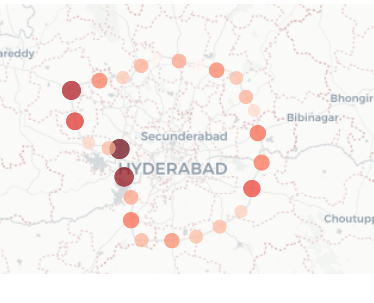 areddy
Bhongir
Bibinagar
Secunderabad
HYDERABAD
Choutupp